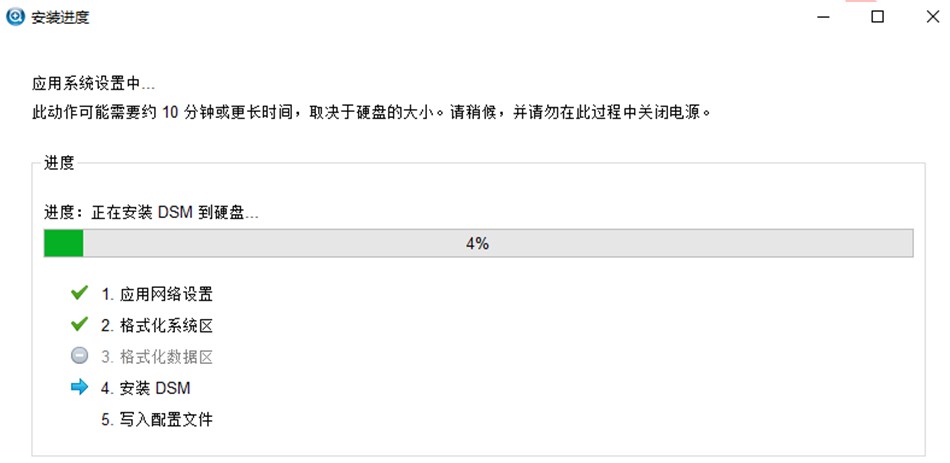 安装进度
应用系统设置中...
此动作可能需要约 10 分钟或更长时间，取决于硬盘的大小。请稍候，并请勿在此过程中关闭电源。
进度
进度：正在安装 DSM 到硬盘...
4%
1. 应用网络设置
2. 格式化系统区
3. 格式化数据区
4. 安装 DSM
5. 写入配置文件